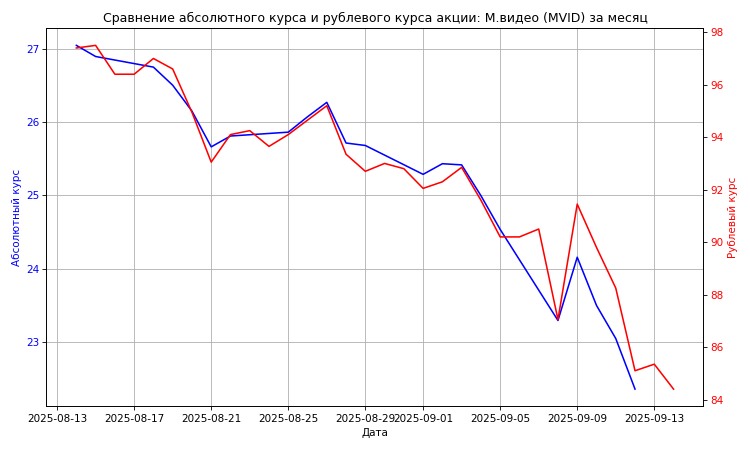 Сравнение абсолютного курса и рублевого курса акции: М.видео (MVID) за месяц
27
26
25
24
23
Абсолютный курс
98
96
94
92
90
88
86
84
Рублевый курс
2025-08-13 2025-08-17 2025-08-21 2025-08-25 2025-08-29 2025-09-01 2025-09-05 2025-09-09 2025-09-13
Дата